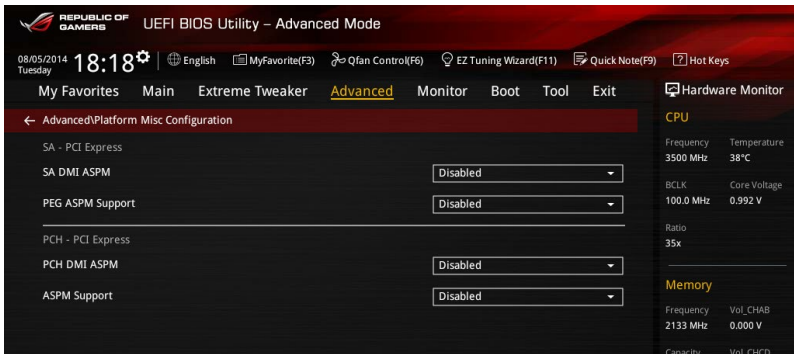 REPUBLIC OF GAMERS
UEFI BIOS Utility – Advanced Mode
08/05/2014 Tuesday 18:18 English MyFavorite(F3) Qfan Control(F6) EZ Tuning Wizard(F11) Quick Note(F9) ? Hot Keys
My Favorites Main Extreme Tweaker Advanced Monitor Boot Tool Exit
← Advanced\Platform Misc Configuration
SA - PCI Express
SA DMI ASPM Disabled
PEG ASPM Support Disabled
PCH - PCI Express
PCH DMI ASPM Disabled
ASPM Support Disabled
Hardware Monitor
CPU
Frequency Temperature
3500 MHz 38°C
BCLK Core Voltage
100.0 MHz 0.992 V
Ratio
35x
Memory
Frequency Vol_CHAB
2133 MHz 0.000 V
Capacity Vol_CHCD